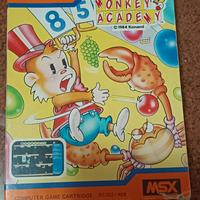 8 5
MONKEY
ACADEMY
© 1984 Konami
MSX
COMPUTER GAME CARTRIDGE